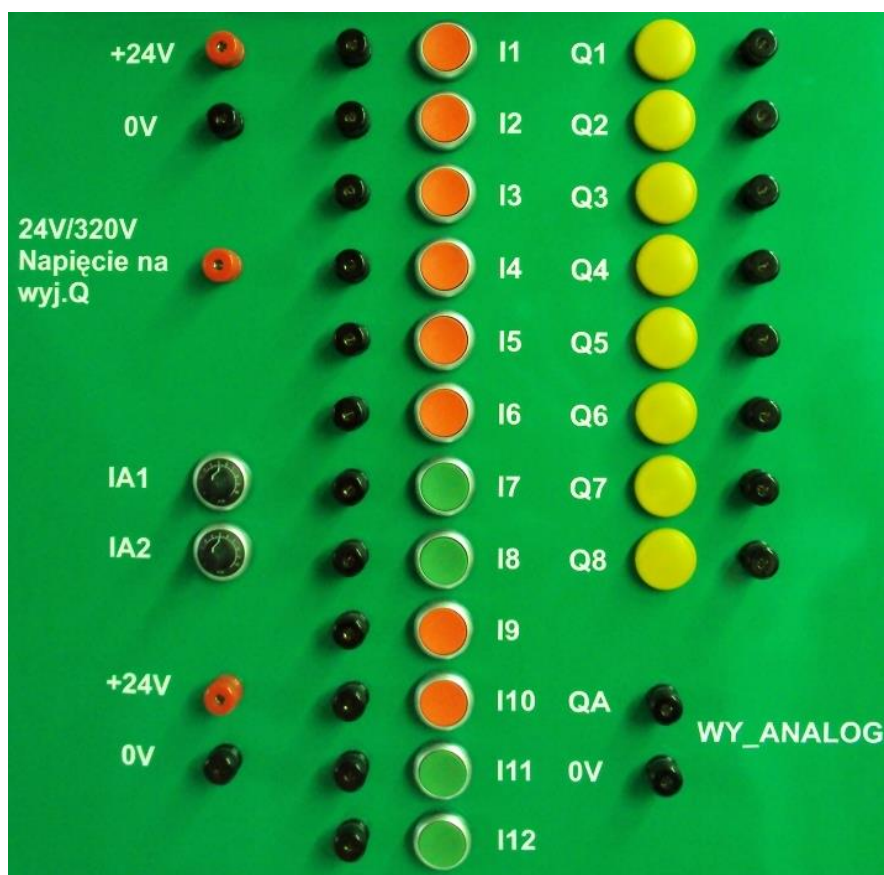 +24V
I1
Q1
0V
I2
Q2
I3
Q3
24V/320V
Napięcie na
wyj.Q
I4
Q4
I5
Q5
I6
Q6
IA1
I7
Q7
IA2
I8
Q8
I9
+24V
I10
QA
WY_ANALOG
0V
I11
0V
I12